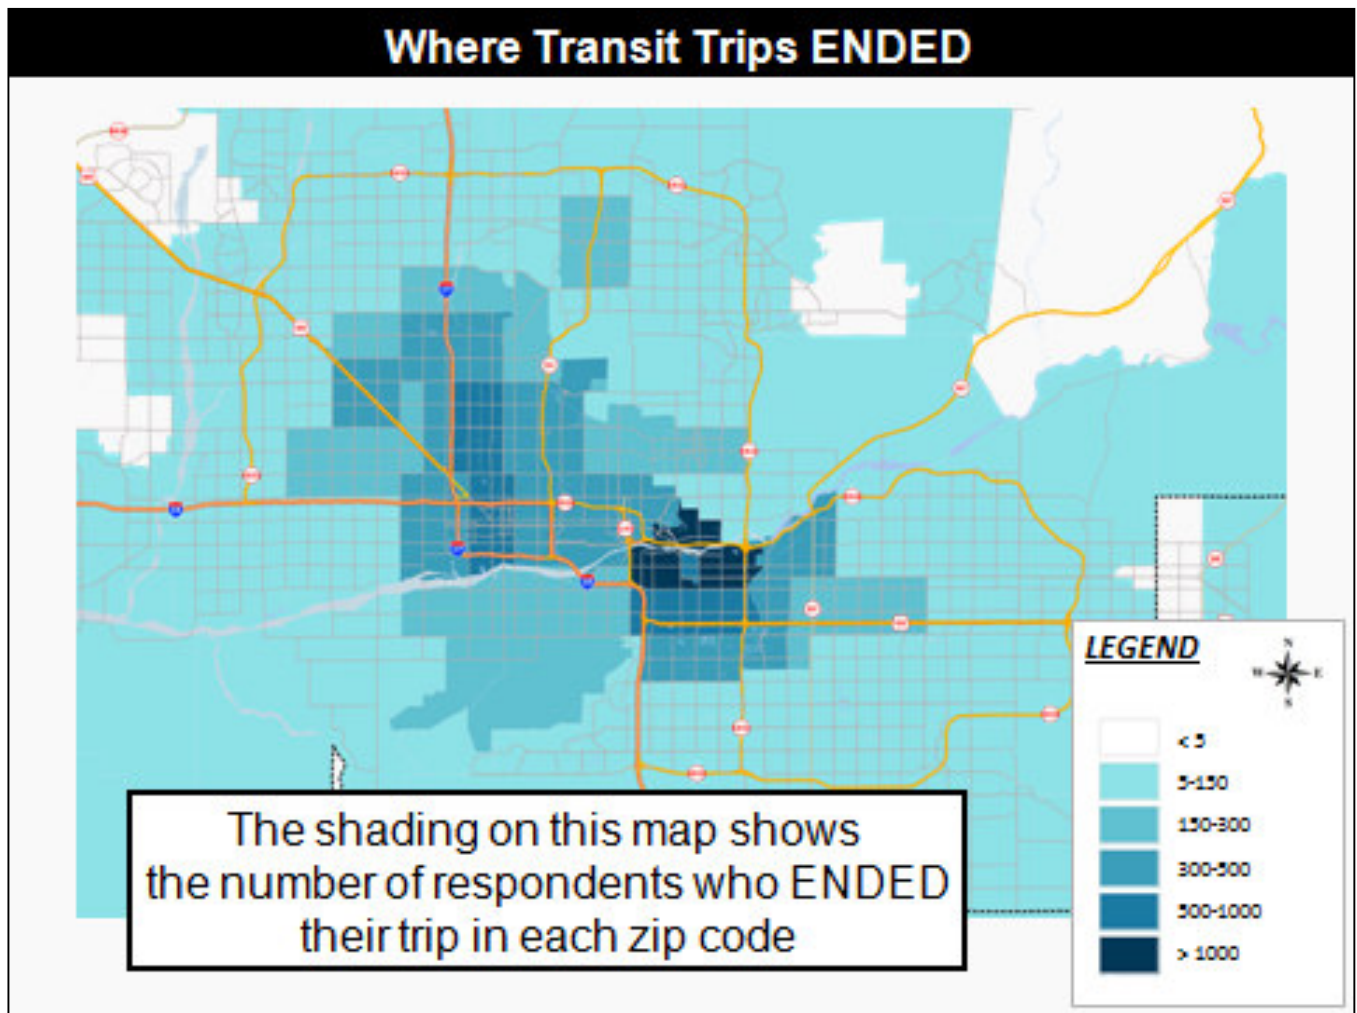 Where Transit Trips ENDED
LEGEND
N
W E
S
< 5
5-150
150-300
300-500
500-1000
> 1000
The shading on this map shows
the number of respondents who ENDED
their trip in each zip code